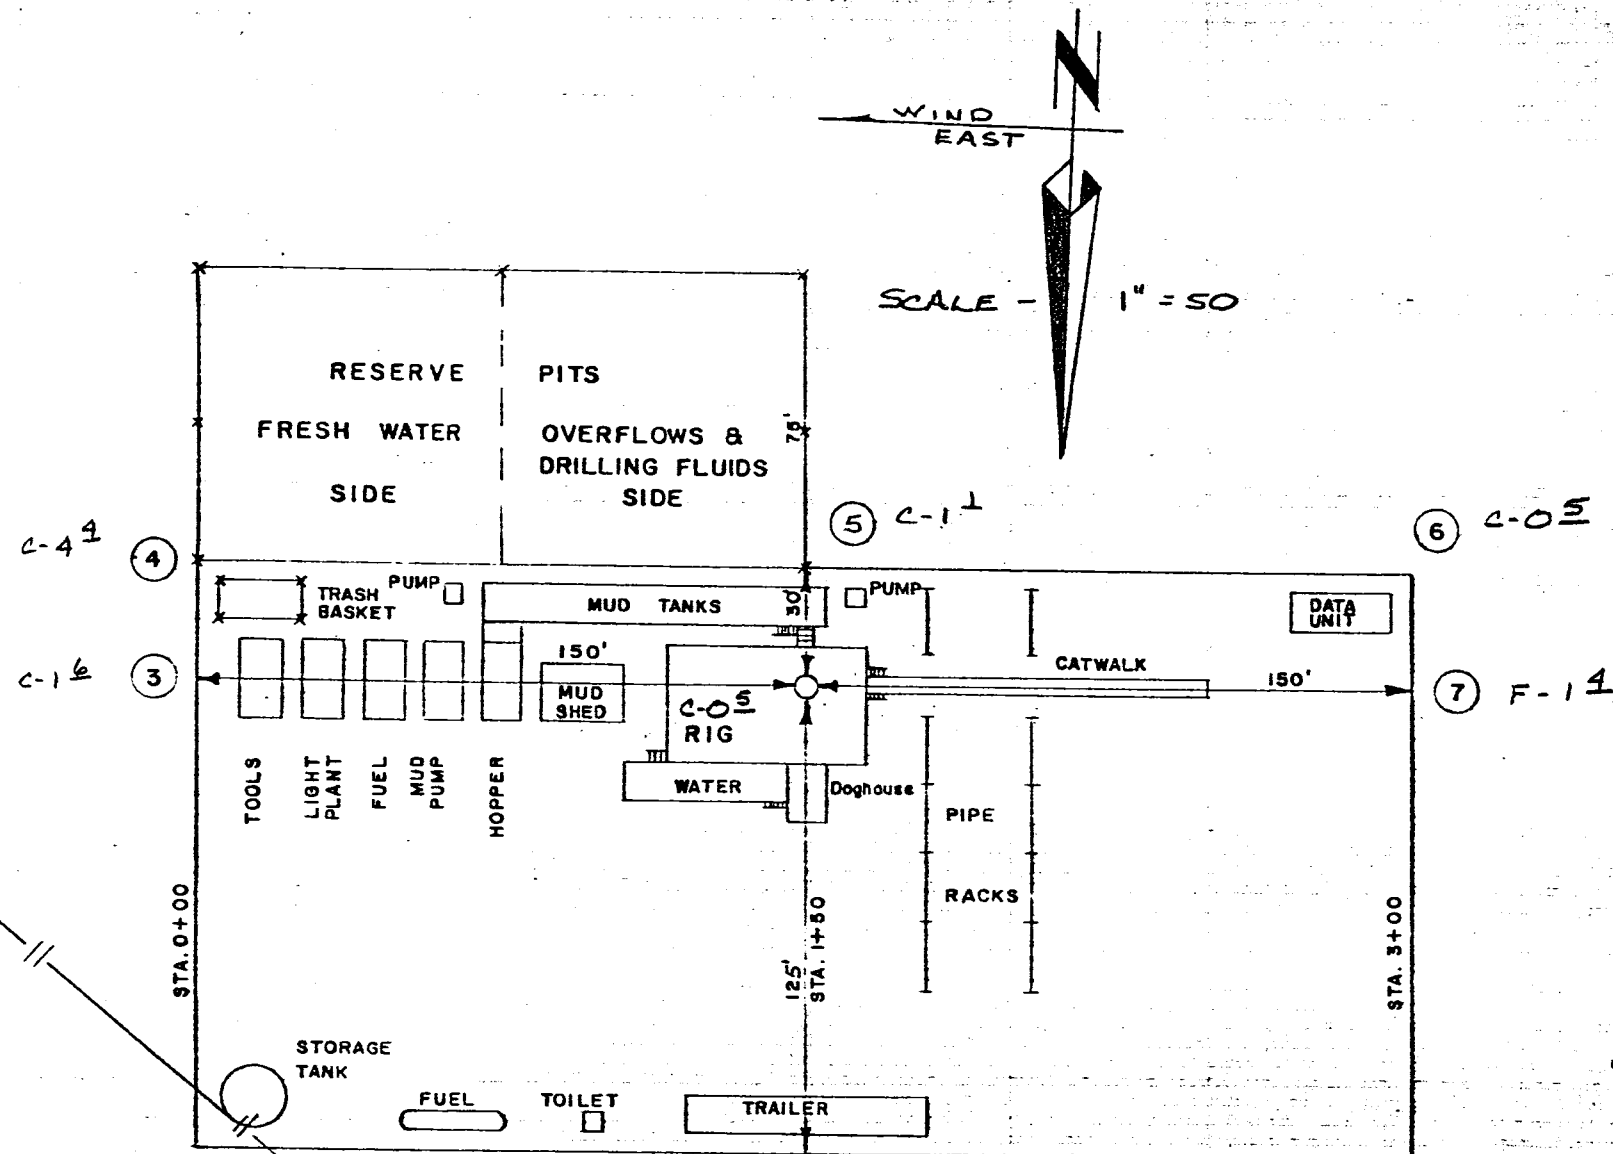 N
WIND
EAST
SCALE - 1" = 50
RESERVE PITS
FRESH WATER
SIDE
OVERFLOWS &
DRILLING FLUIDS
SIDE
75'
C-4 4
4
5
C-1 1
6
C-0 5
TRASH
BASKET
PUMP
MUD TANKS
30'
PUMP
DATA
UNIT
C-1 6
3
150'
MUD
SHED
C-0 5
RIG
CATWALK
150'
7
F-1 4
TOOLS
LIGHT
PLANT
FUEL
MUD
PUMP
HOPPER
WATER
Doghouse
PIPE
RACKS
STA. 0+00
125'
STA. 1+50
STA. 3+00
STORAGE
TANK
FUEL
TOILET
TRAILER